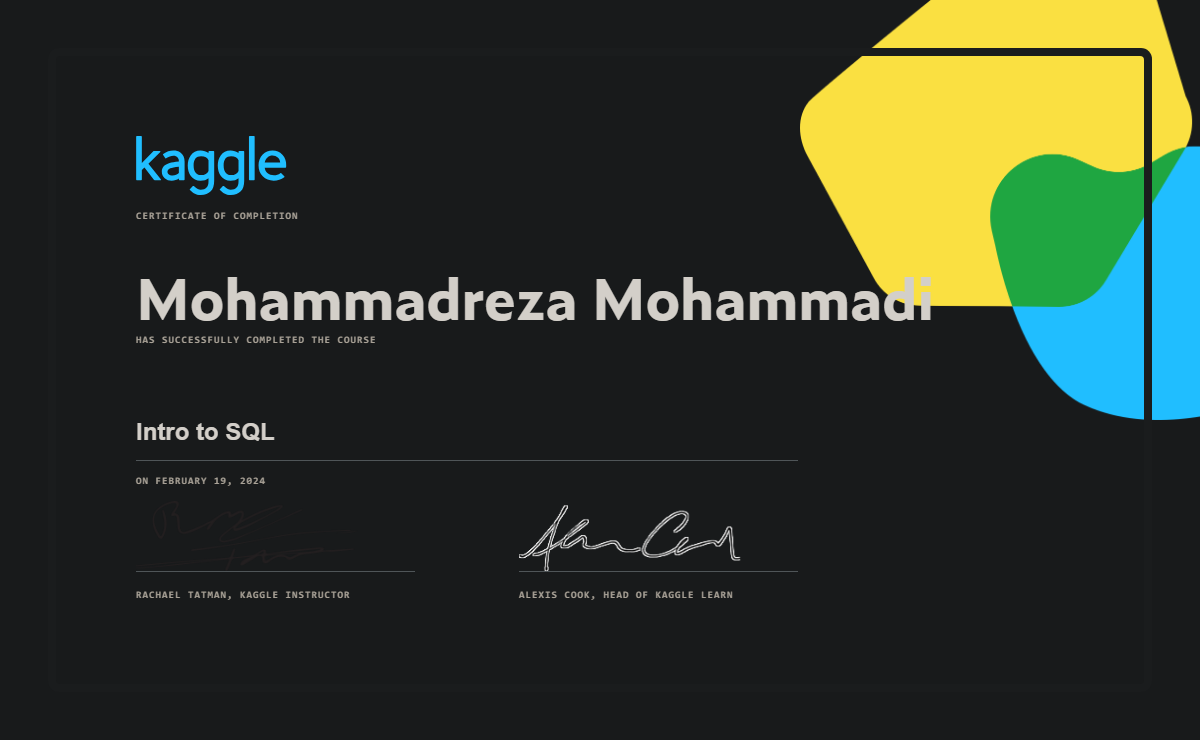 kaggle
CERTIFICATE OF COMPLETION
Mohammadreza Mohammadi
HAS SUCCESSFULLY COMPLETED THE COURSE
Intro to SQL
ON FEBRUARY 19, 2024
RACHAEL TATMAN, KAGGLE INSTRUCTOR
ALEXIS COOK, HEAD OF KAGGLE LEARN